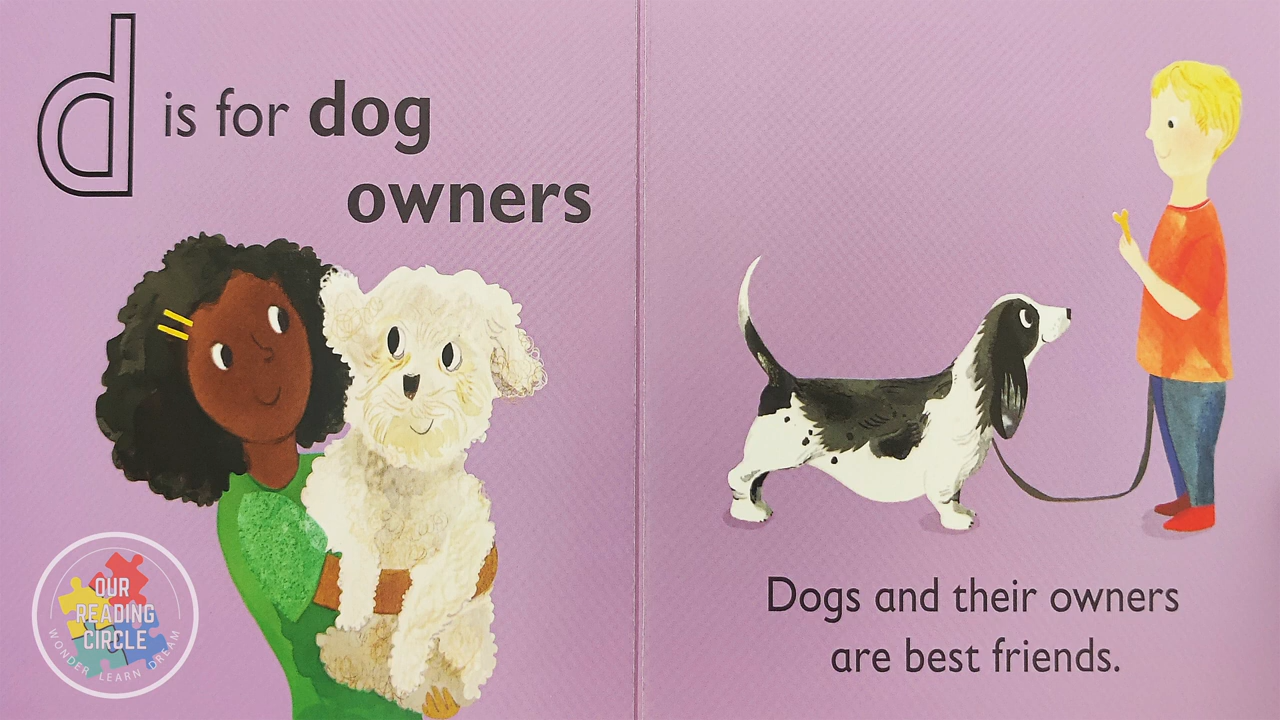 d is for dog
owners
Dogs and their owners
are best friends.
OUR
READING
CIRCLE
WONDER LEARN DREAM